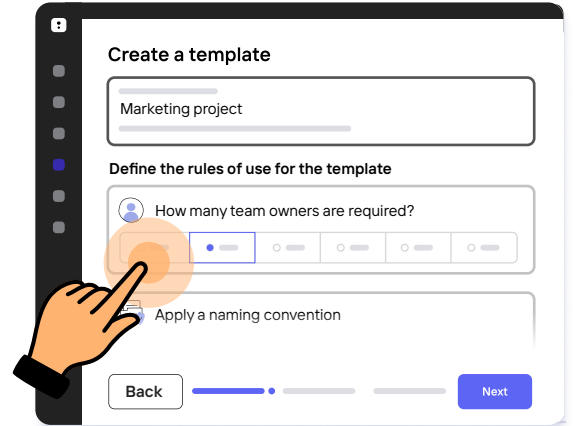 Create a template
Marketing project
Define the rules of use for the template
How many team owners are required?
Apply a naming convention
Back
Next